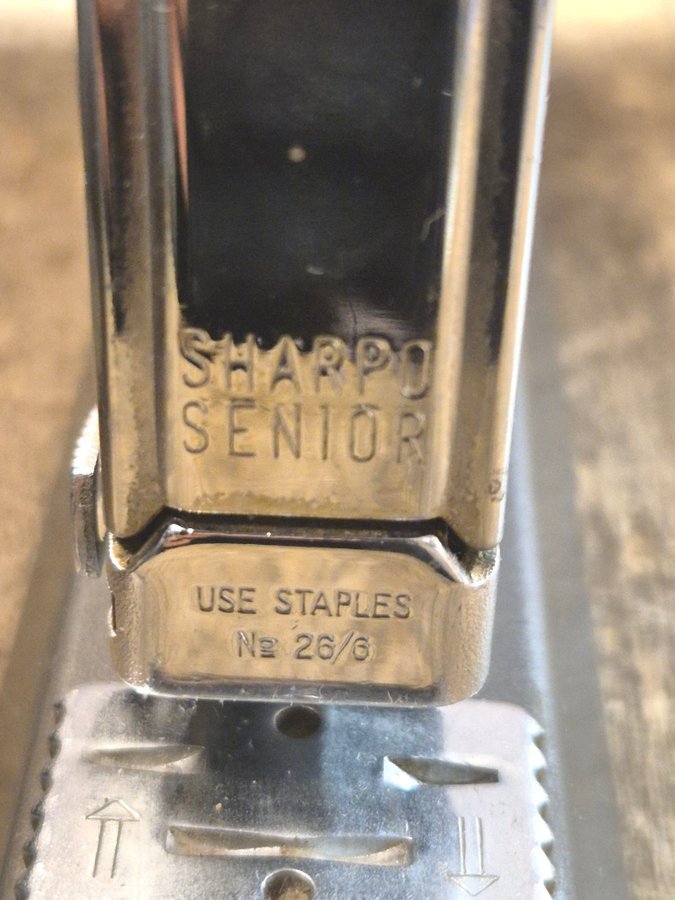 SHARPO
SENIOR
USE STAPLES
Nº 26/6